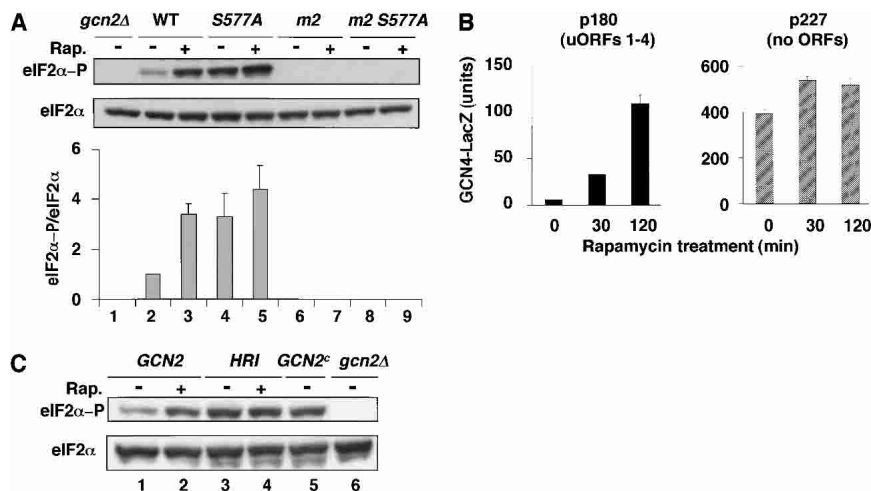 A
gcn2Δ WT S577A m2 m2 S577A
Rap. - - + - + - + - +
eIF2α–P
eIF2α
eIF2α–P/eIF2α
6
4
2
0
1 2 3 4 5 6 7 8 9
B
p180
(uORFs 1-4)
p227
(no ORFs)
GCN4-LacZ (units)
150
100
50
0
600
400
200
0
0 30 120 0 30 120
Rapamycin treatment (min)
C
GCN2 HRI GCN2ᶜ gcn2Δ
Rap. - + - + - -
eIF2α–P
eIF2α
1 2 3 4 5 6